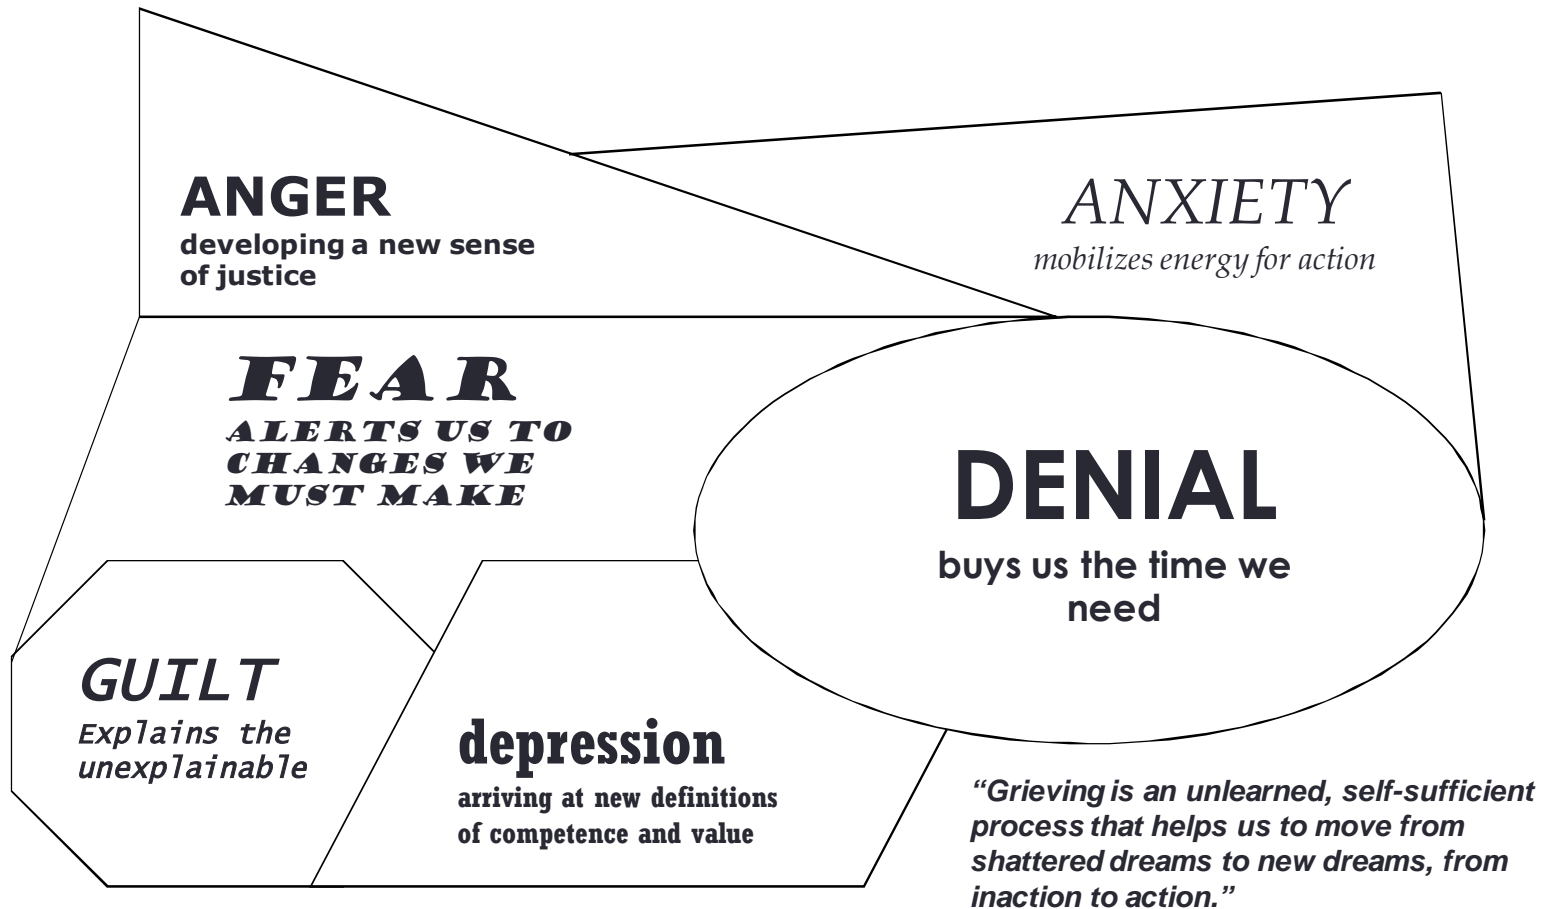 ANGER
developing a new sense
of justice
ANXIETY
mobilizes energy for action
FEAR
ALERTS US TO
CHANGES WE
MUST MAKE
DENIAL
buys us the time we
need
GUILT
Explains the
unexplainable
depression
arriving at new definitions
of competence and value
“Grieving is an unlearned, self-sufficient
process that helps us to move from
shattered dreams to new dreams, from
inaction to action.”